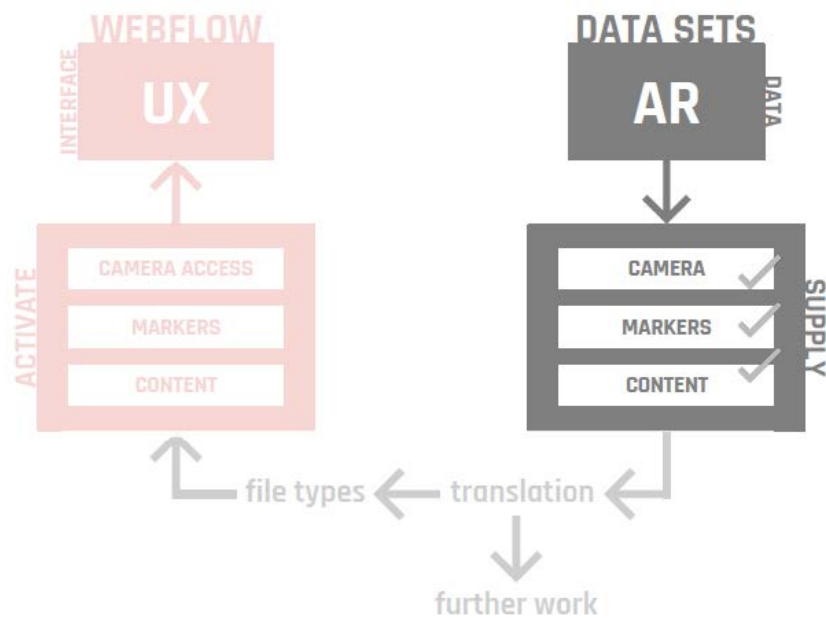 WEBFLOW
INTERFACE
UX
ACTIVATE
CAMERA ACCESS
MARKERS
CONTENT
DATA SETS
AR
DATA
CAMERA
MARKERS
CONTENT
SUPPLY
file types
translation
further work